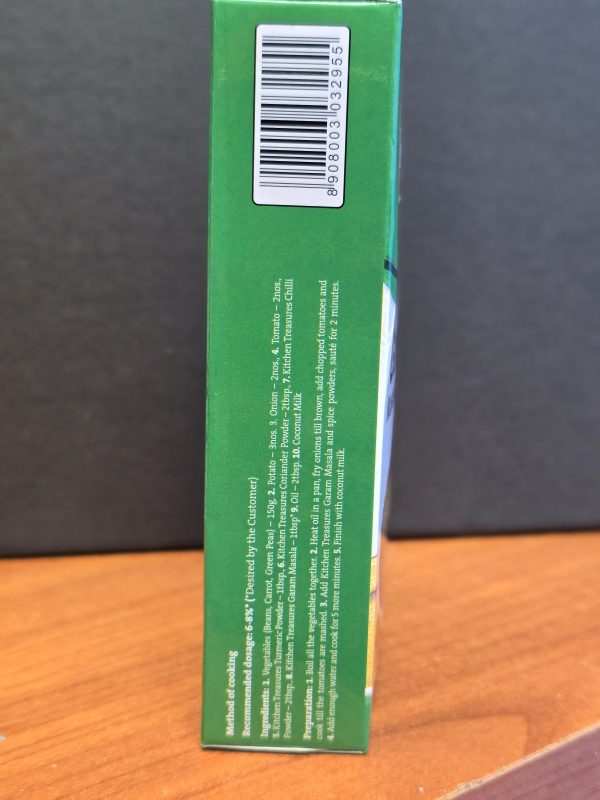 8 908003 032955
Method of cooking
Recommended dosage: 6-8%* (*Desired by the Customer)
Ingredients: 1. Vegetables (Beans, Carrot, Green Peas) – 150g. 2. Potato – 3nos. 3. Onion – 2nos., 4. Tomato – 2nos.,
5. Kitchen Treasures Turmeric Powder – 1tbsp., 6. Kitchen Treasures Coriander Powder – 2tbsp., 7. Kitchen Treasures Chilli
Powder – 2tbsp., 8. Kitchen Treasures Garam Masala – 1tbsp* 9. Oil – 2tbsp. 10. Coconut Milk
Preparation: 1. Boil all the vegetables together. 2. Heat oil in a pan, fry onions till brown, add chopped tomatoes and
cook till the tomatoes are mashed. 3. Add Kitchen Treasures Garam Masala and spice powders, sauté for 2 minutes.
4. Add enough water and cook for 5 more minutes. 5. Finish with coconut milk.